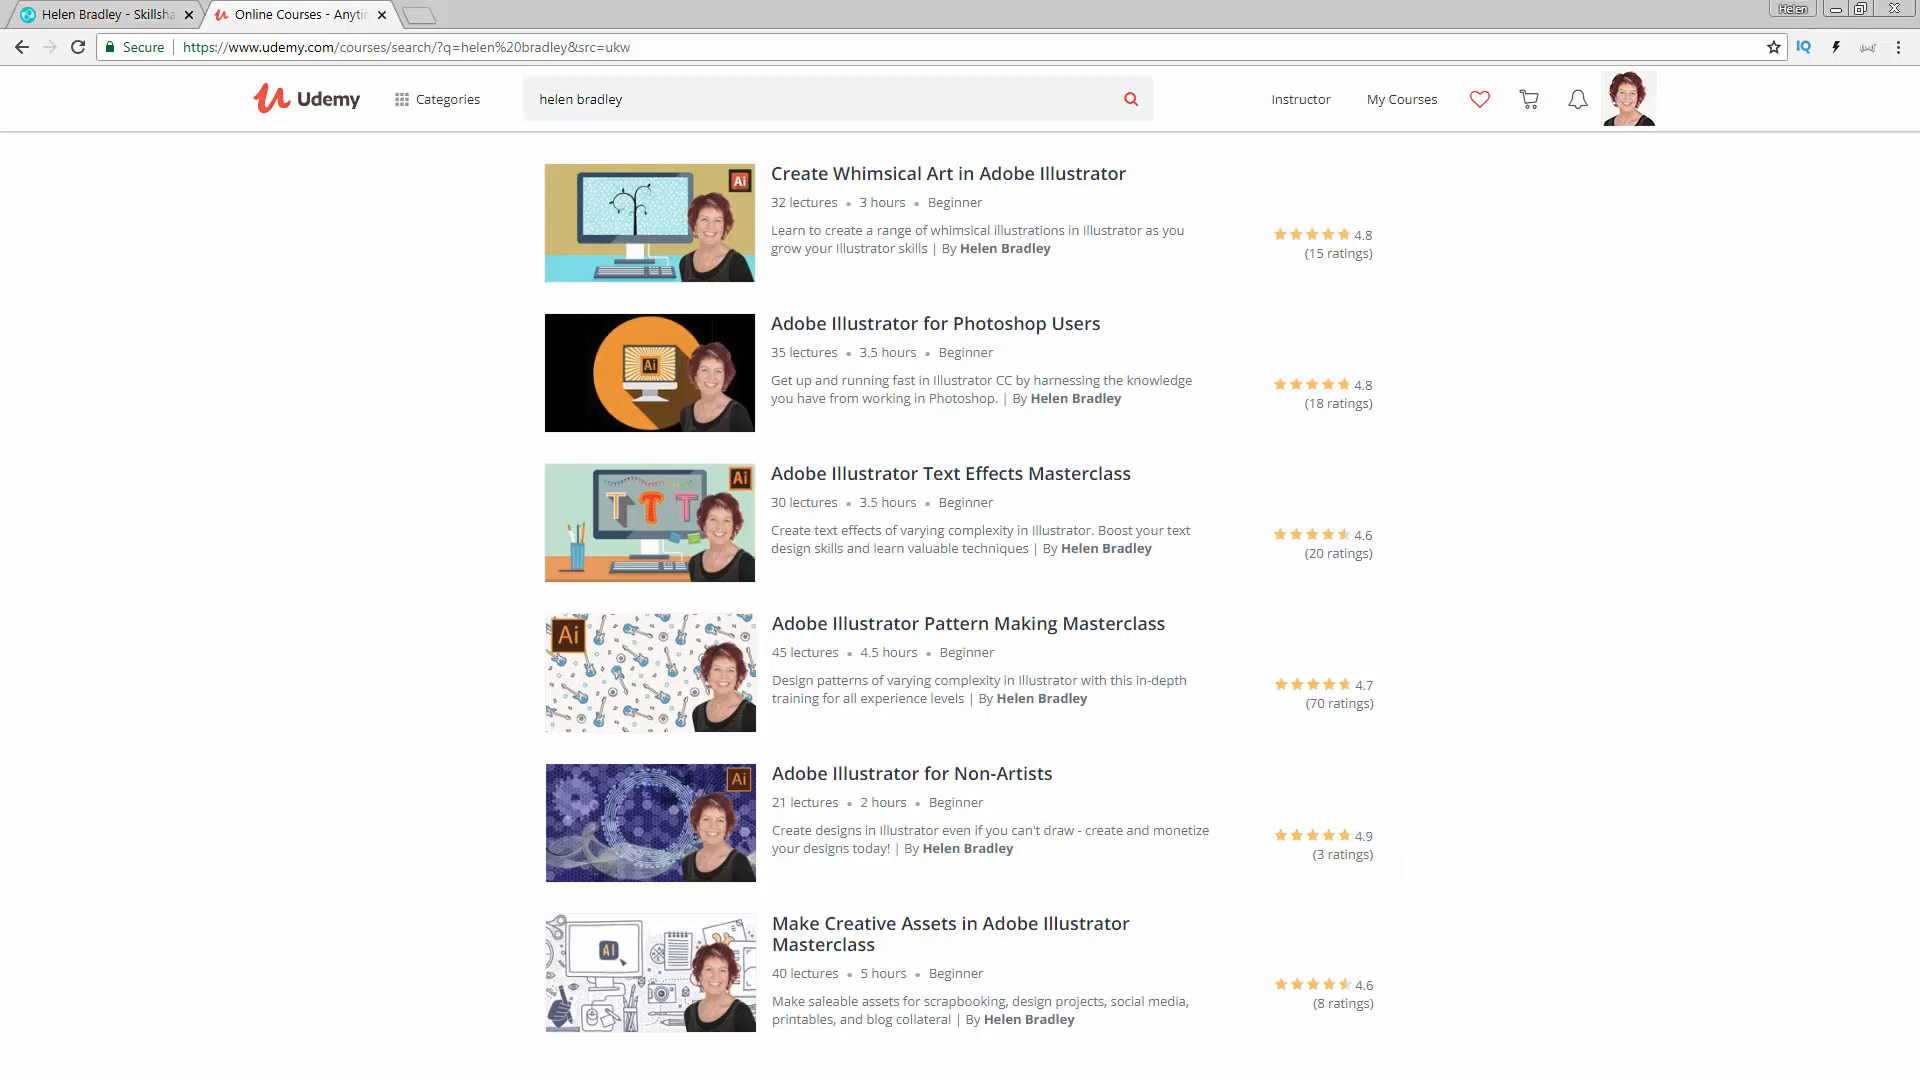 Helen Bradley - Skillsha
Online Courses - Anyti
Helen
Secure
https://www.udemy.com/courses/search/?q=helen%20bradley&src=ukw
IQ
Udemy
Categories
helen bradley
Instructor
My Courses
Ai
Create Whimsical Art in Adobe Illustrator
32 lectures • 3 hours • Beginner
Learn to create a range of whimsical illustrations in Illustrator as you
grow your Illustrator skills | By Helen Bradley
4.8
(15 ratings)
Ai
Adobe Illustrator for Photoshop Users
35 lectures • 3.5 hours • Beginner
Get up and running fast in Illustrator CC by harnessing the knowledge
you have from working in Photoshop. | By Helen Bradley
4.8
(18 ratings)
Ai
T T T
Adobe Illustrator Text Effects Masterclass
30 lectures • 3.5 hours • Beginner
Create text effects of varying complexity in Illustrator. Boost your text
design skills and learn valuable techniques | By Helen Bradley
4.6
(20 ratings)
Ai
Adobe Illustrator Pattern Making Masterclass
45 lectures • 4.5 hours • Beginner
Design patterns of varying complexity in Illustrator with this in-depth
training for all experience levels | By Helen Bradley
4.7
(70 ratings)
Ai
Adobe Illustrator for Non-Artists
21 lectures • 2 hours • Beginner
Create designs in Illustrator even if you can't draw - create and monetize
your designs today! | By Helen Bradley
4.9
(3 ratings)
AI
Make Creative Assets in Adobe Illustrator
Masterclass
40 lectures • 5 hours • Beginner
Make saleable assets for scrapbooking, design projects, social media,
printables, and blog collateral | By Helen Bradley
4.6
(8 ratings)